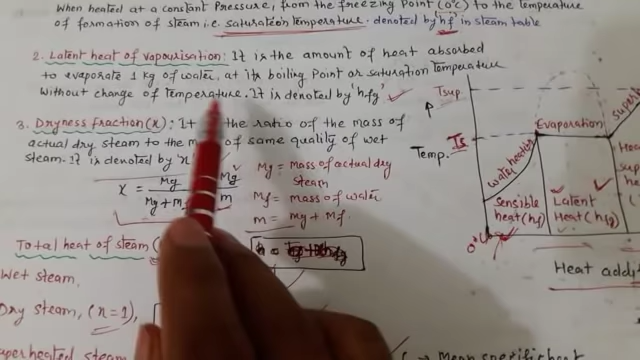 When heated at a constant Pressure, from the freezing Point (0°C) to the temperature
of formation of steam i.e. saturation temperature. denoted by hf in steam table
2. Latent heat of vapourisation: It is the amount of heat absorbed
to evaporate 1 kg of water, at its boiling Point or saturation temperature
without change of temperature. It is denoted by 'hfg'
3. Dryness fraction (x): It the ratio of the mass of
actual dry steam to the of same quality of wet
steam. It is denoted by x
x = Mg / Mg + Mf Mg / m
Mg = Mass of actual dry
steam
Mf = Mass of water
m = Mg + Mf.
Total heat of steam
Wet steam,
Dry steam, (x=1),
Superheated steam
Mean specific heat
Tsup
Ts
Temp.
Evaporation
water heating
Sensible
heat (hf)
Latent
Heat (hfg)
0°C
Heat addi